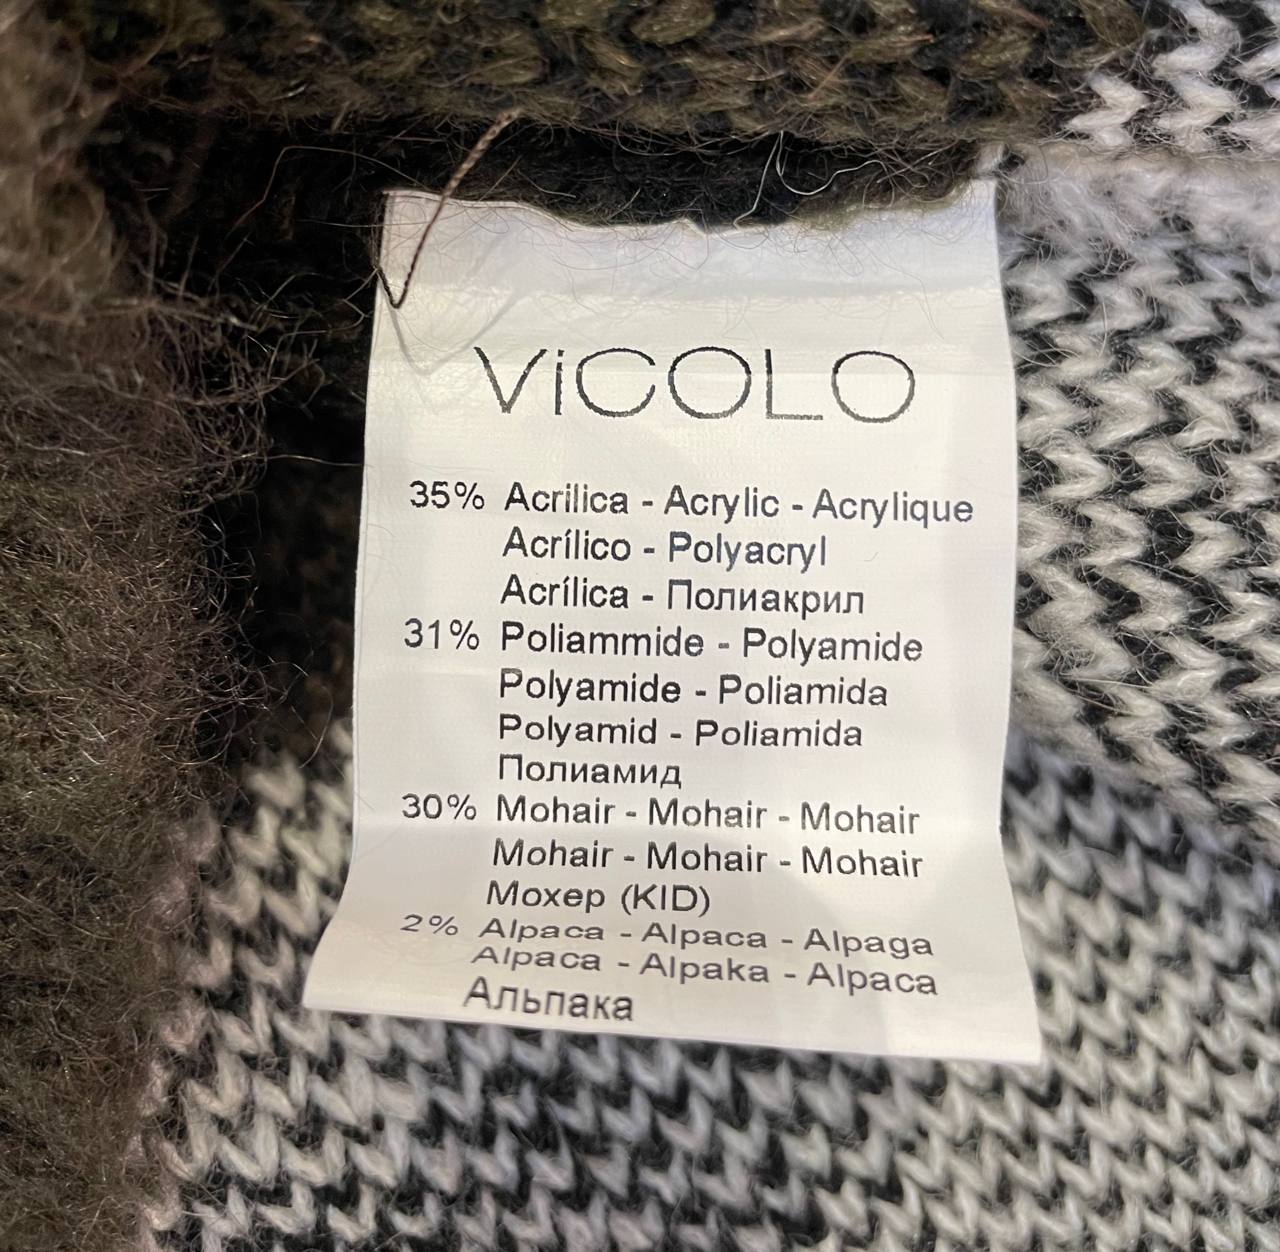 ViCOLO
35% Acrilica - Acrylic - Acrylique
Acrílico - Polyacryl
Acrílica - Полиакрил
31% Poliammide - Polyamide
Polyamide - Poliamida
Polyamid - Poliamida
Полиамид
30% Mohair - Mohair - Mohair
Mohair - Mohair - Mohair
Мохер (KID)
2% Alpaca - Alpaca - Alpaga
Alpaca - Alpaka - Alpaca
Альпака